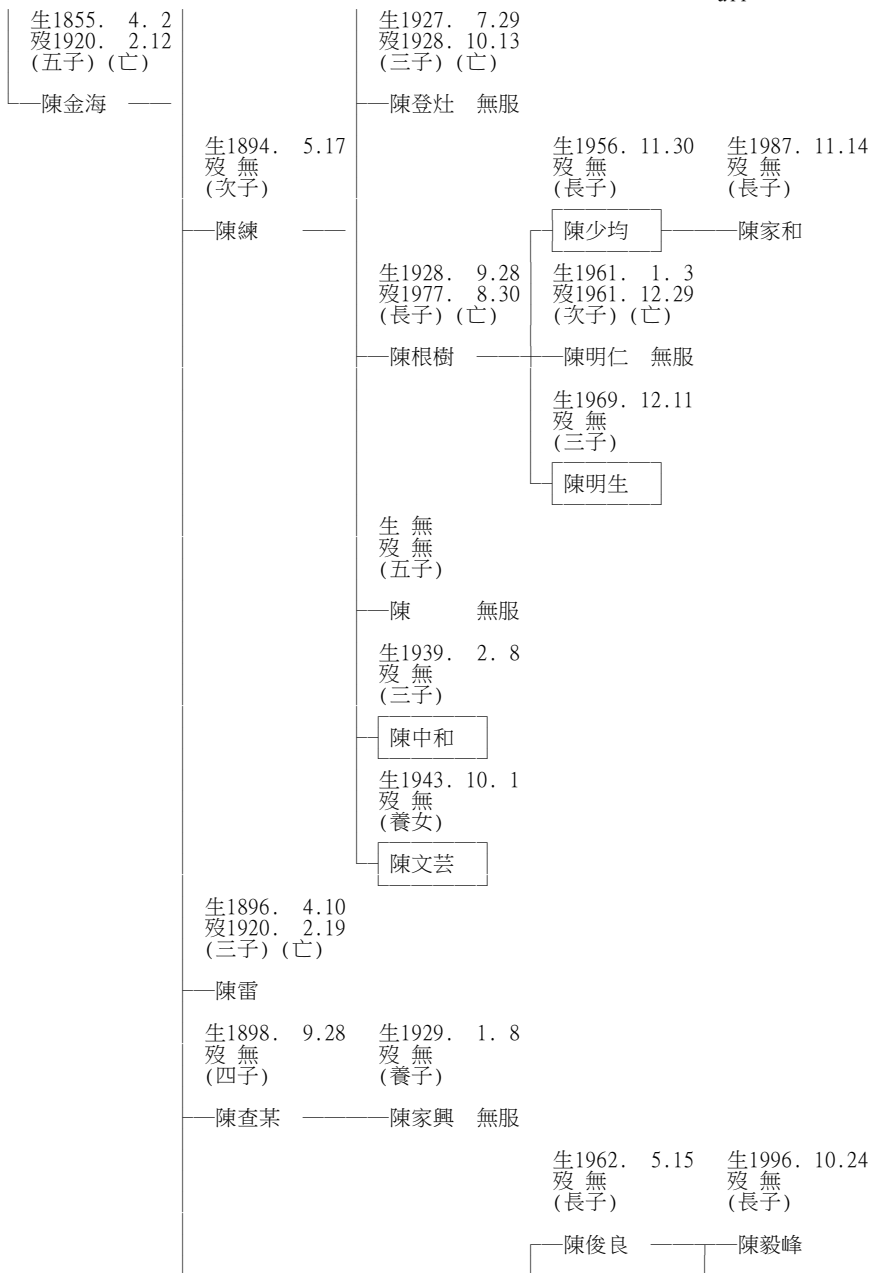 生1855. 4. 2 生1927. 7.29
歿1920. 2.12 歿1928. 10.13
(五子) (亡) (三子) (亡)
陳金海 陳登灶 無服
生1894. 5.17 生1956. 11.30 生1987. 11.14
歿 無 歿 無 歿 無
(次子) (長子) (長子)
陳練 陳少均 陳家和
生1928. 9.28 生1961. 1. 3
歿1977. 8.30 歿1961. 12.29
(長子) (亡) (次子) (亡)
陳根樹 陳明仁 無服
生1969. 12.11
歿 無
(三子)
陳明生
生 無
歿 無
(五子)
陳 無服
生1939. 2. 8
歿 無
(三子)
陳中和
生1943. 10. 1
歿 無
(養女)
陳文芸
生1896. 4.10
歿1920. 2.19
(三子) (亡)
陳雷
生1898. 9.28 生1929. 1. 8
歿 無 歿 無
(四子) (養子)
陳查某 陳家興 無服
生1962. 5.15 生1996. 10.24
歿 無 歿 無
(長子) (長子)
陳俊良 陳毅峰